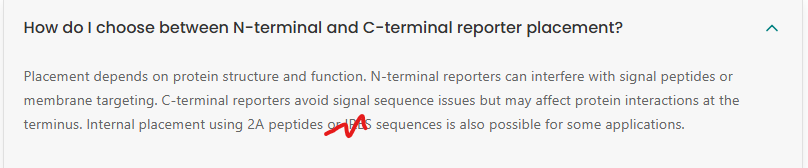 How do I choose between N-terminal and C-terminal reporter placement?
Placement depends on protein structure and function. N-terminal reporters can interfere with signal peptides or
membrane targeting. C-terminal reporters avoid signal sequence issues but may affect protein interactions at the
terminus. Internal placement using 2A peptides or IRES sequences is also possible for some applications.